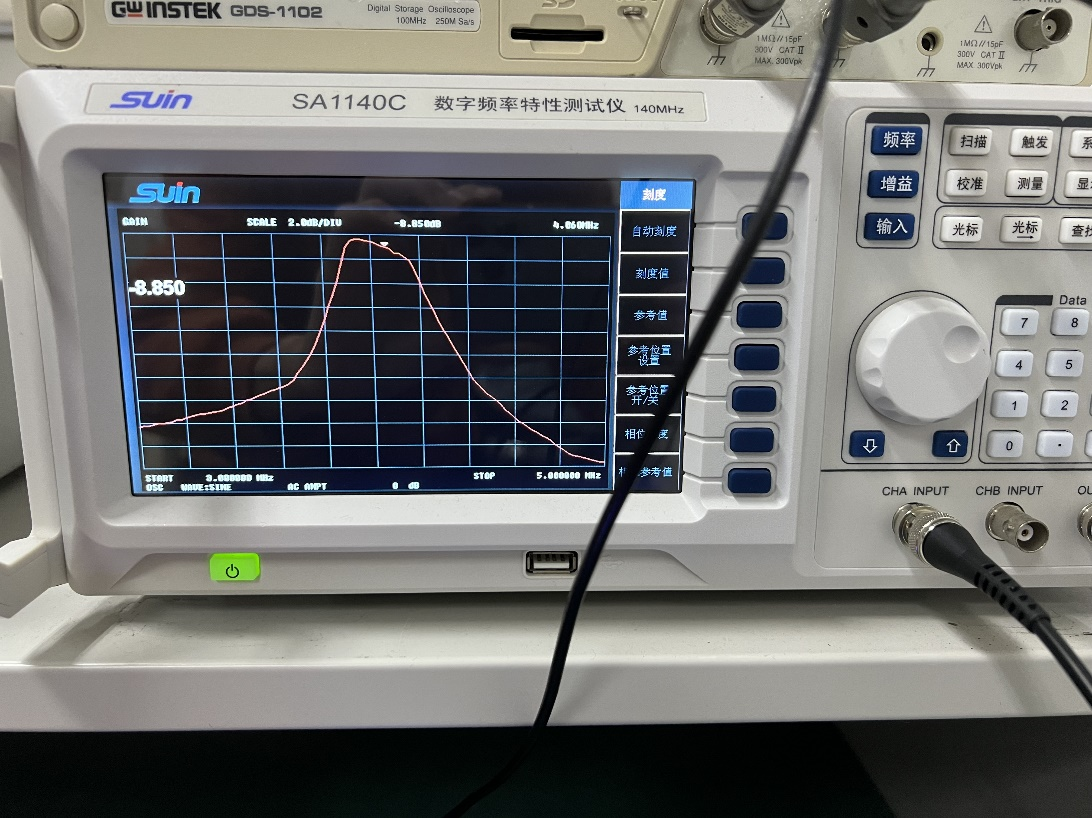 GWINSTEK GDS-1102
Digital Storage Oscilloscope
100MHz 250M Sa/s
1MΩ//15pF
300V CAT II
MAX. 300Vpk
1MΩ//15pF
300V CAT II
MAX. 300Vpk
SUin SA1140C 数字频率特性测试仪 140MHz
SUin
GAIN SCALE 2.0dB/DIV -8.850dB 4.060MHz
-8.850
START 3.000000 MHz STOP 5.000000 MHz
OSC WAVE:SINE AC AMPT 0 dB
刻度
自动刻度
刻度值
参考值
参考位置
设置
参考位置
开/关
相位 度
参考值
频率
增益
输入
扫描
触发
校准
测量
光标
光标
Data
7 8
4 5
1 2
0 ·
CHA INPUT CHB INPUT